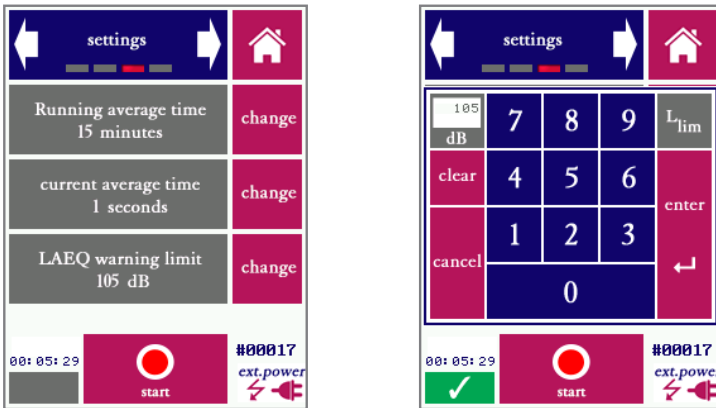 settings
Running average time
15 minutes
change
current average time
1 seconds
change
LAEQ warning limit
105 dB
change
00:05:29
start
#00017
ext.power
settings
105
dB
7
8
9
Llim
clear
4
5
6
enter
cancel
1
2
3
0
00:05:29
start
#00017
ext.power